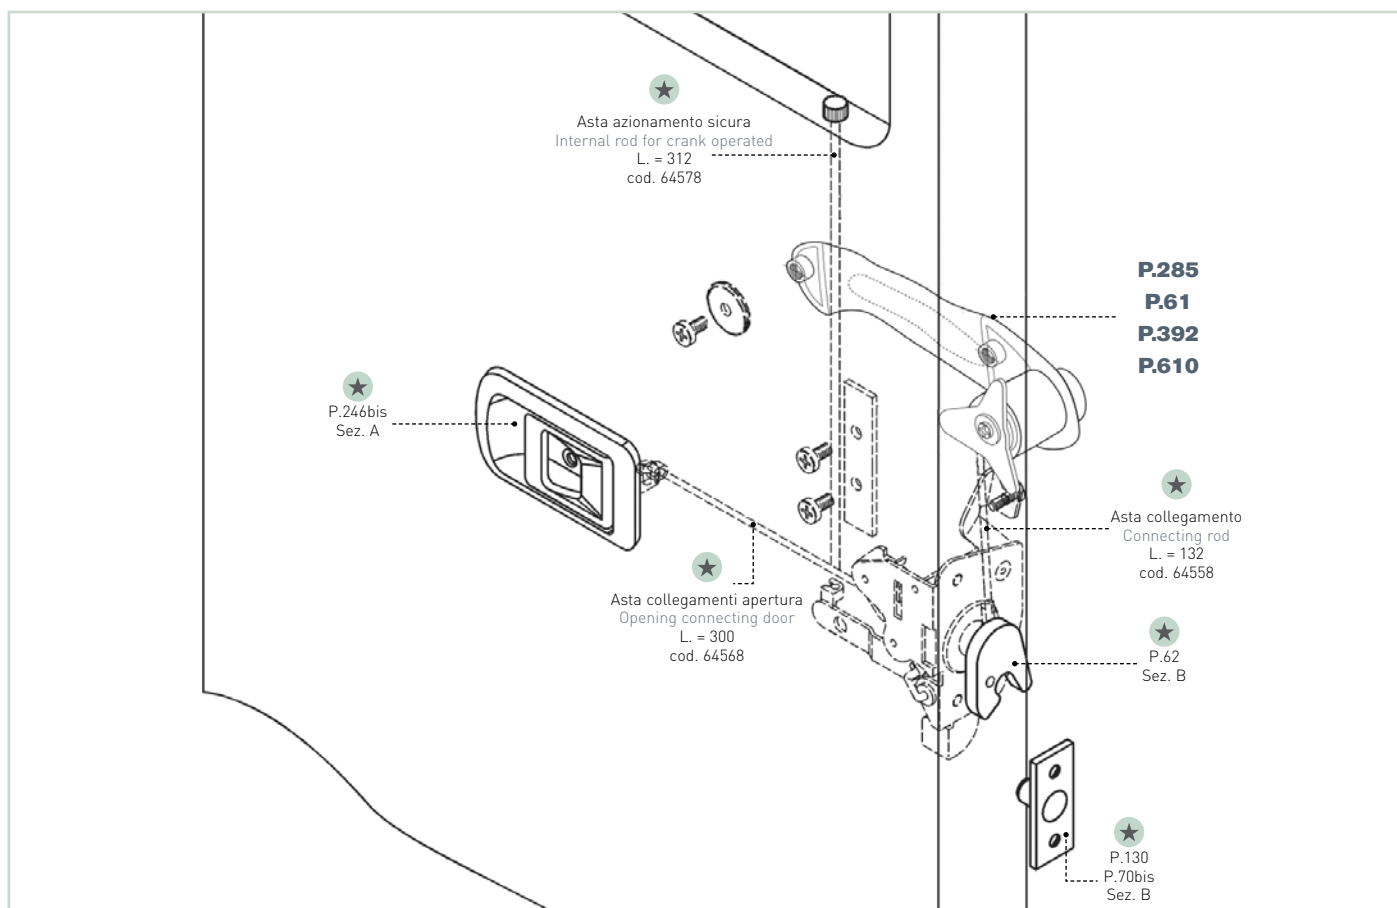 Asta azionamento sicura
Internal rod for crank operated
L. = 312
cod. 64578
P.285
P.61
P.392
P.610
P.246bis
Sez. A
Asta collegamento
Connecting rod
L. = 132
cod. 64558
Asta collegamenti apertura
Opening connecting door
L. = 300
cod. 64568
P.62
Sez. B
P.130
P.70bis
Sez. B